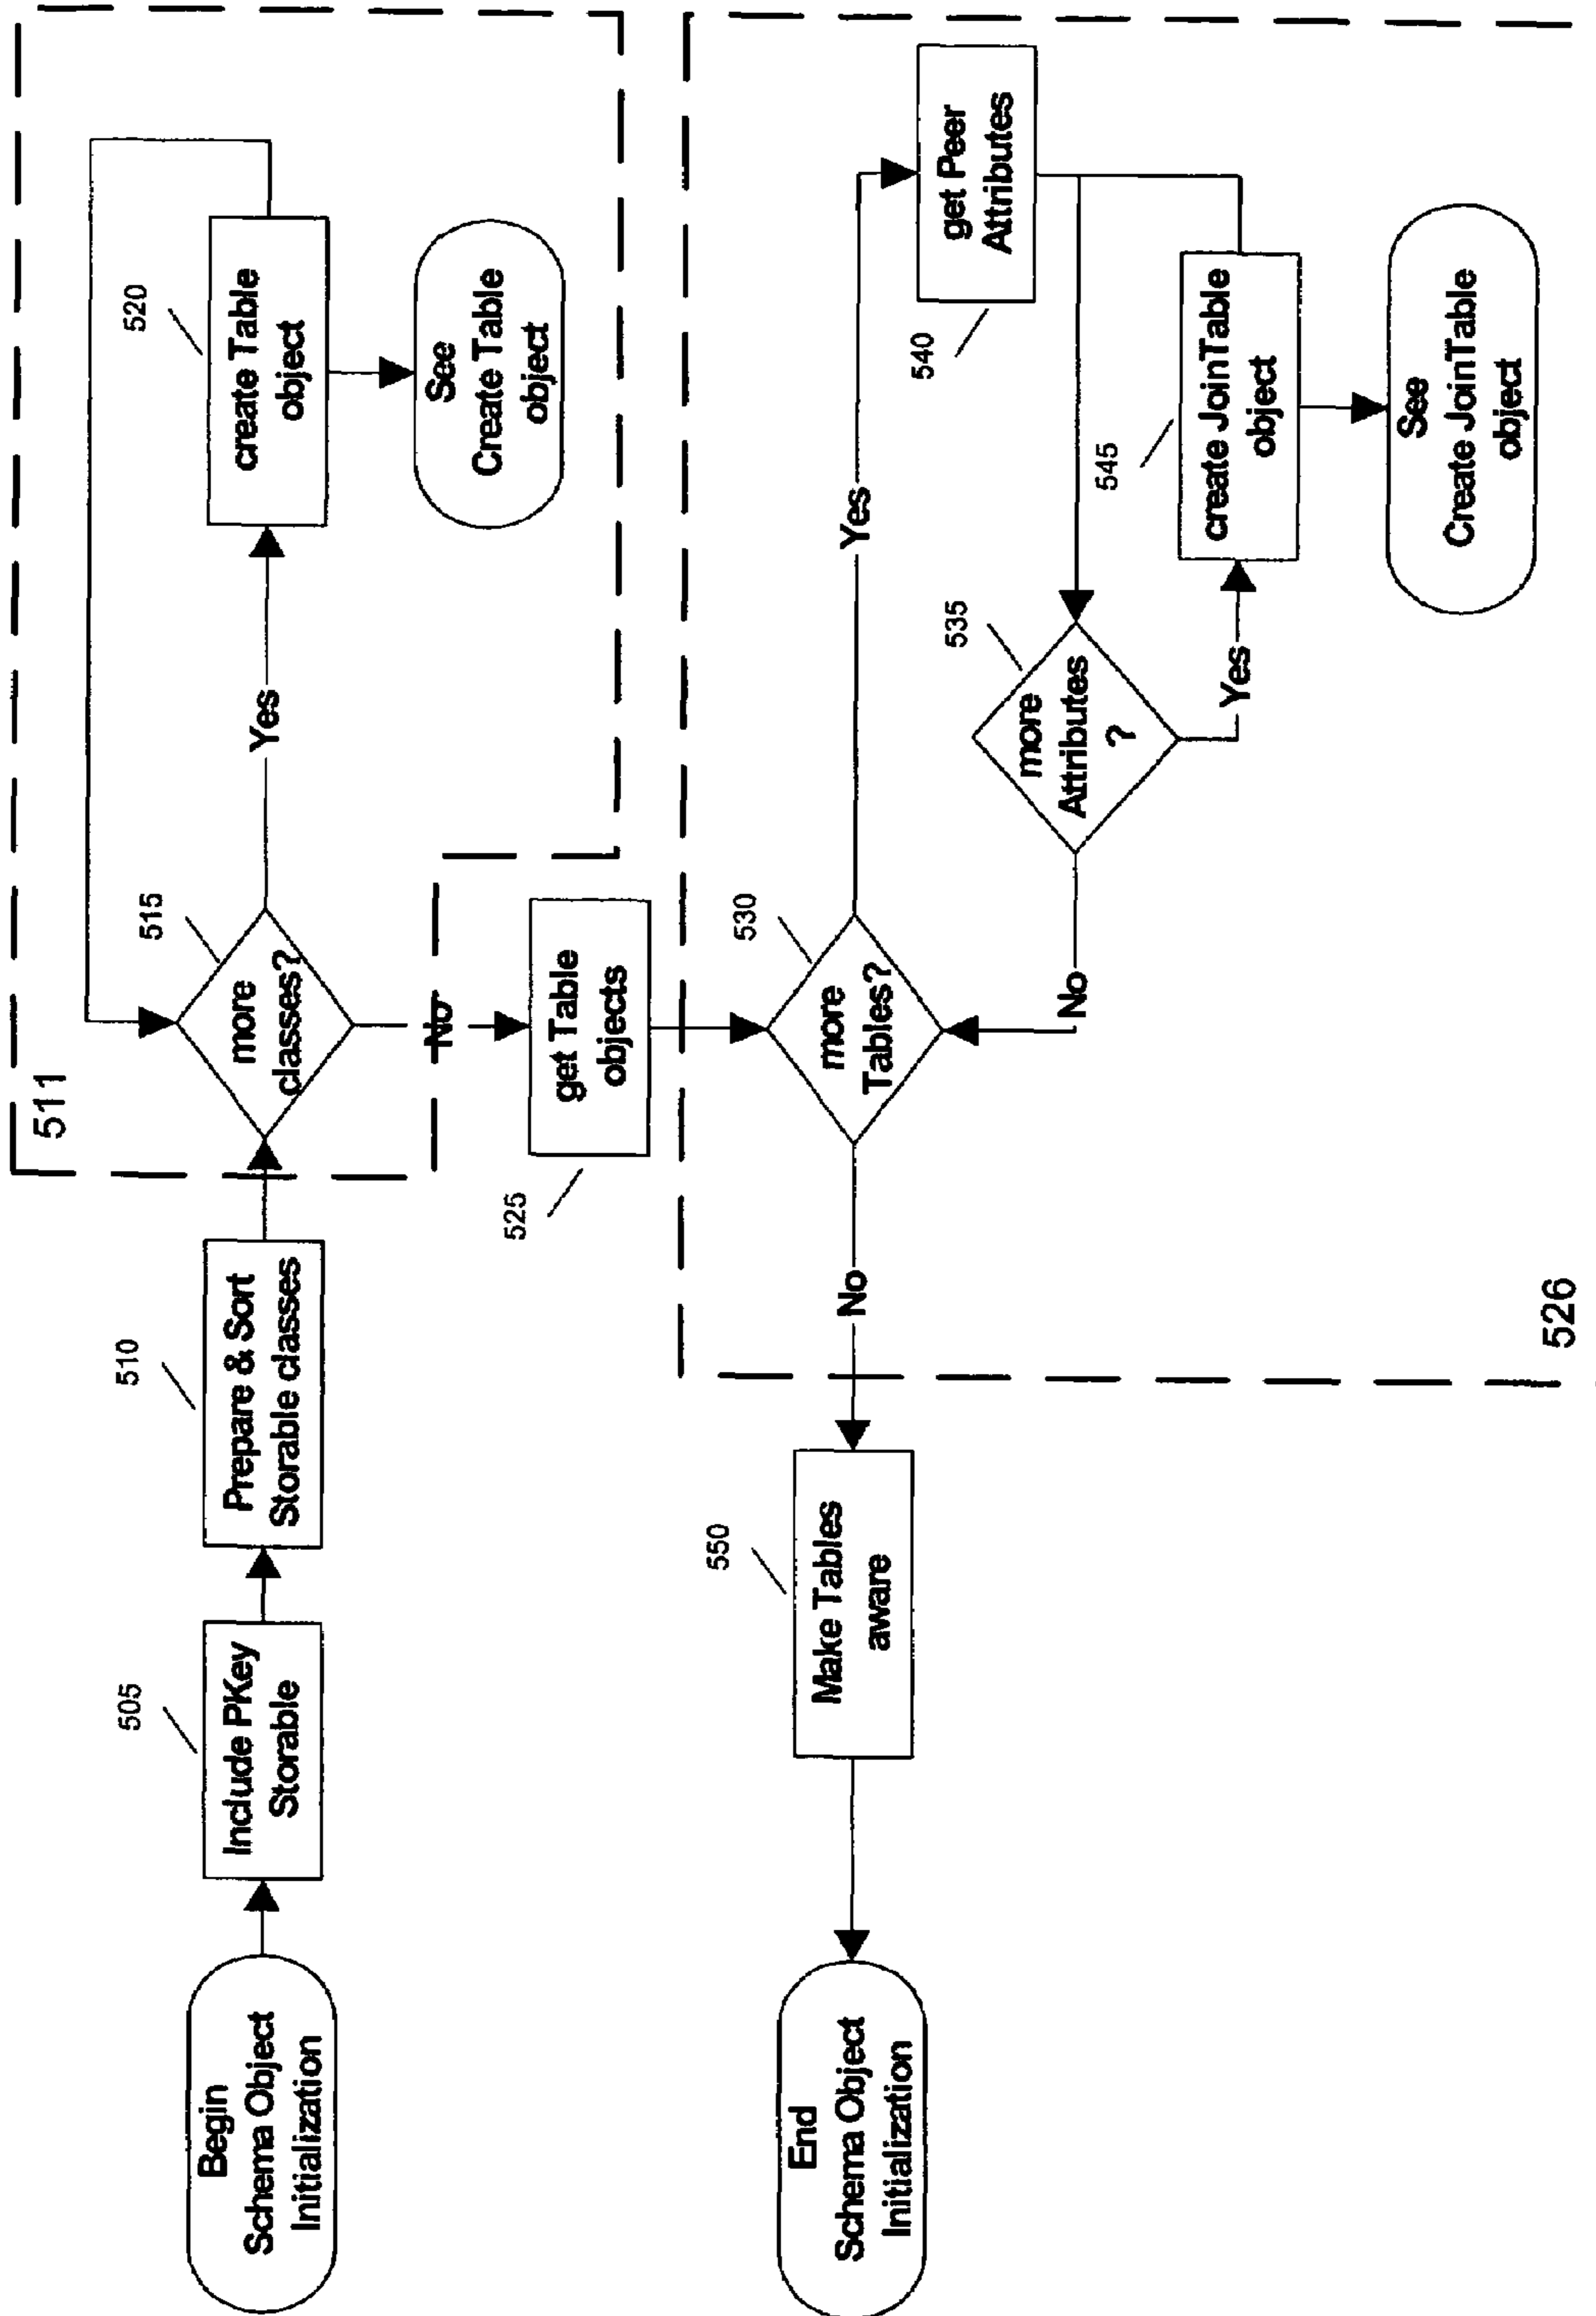 511
Begin
Schema Object
Initialization
505
Include PKey
Storable
510
Prepare & Sort
Storable classes
515
more
classes?
Yes
520
create Table
object
See
Create Table
object
No
525
get Table
objects
530
more
Tables?
Yes
540
get Peer
Attributes
535
more
Attributes
?
Yes
545
create JoinTable
object
See
Create JoinTable
object
No
No
550
Make Tables
aware
End
Schema Object
Initialization
526